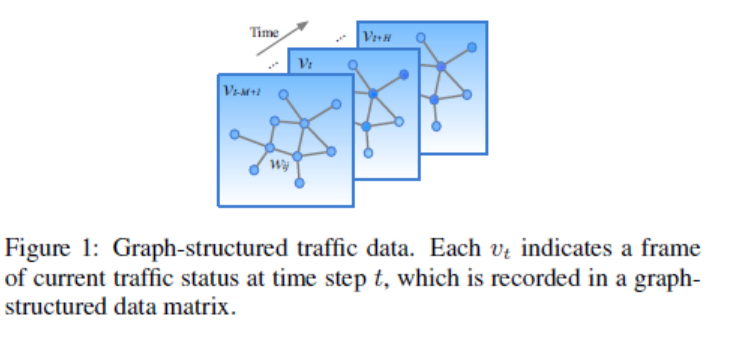 Time
V_{t+H}
V_t
V_{t-M+1}
W_{ij}
Figure 1: Graph-structured traffic data. Each v_t indicates a frame
of current traffic status at time step t, which is recorded in a graph-
structured data matrix.